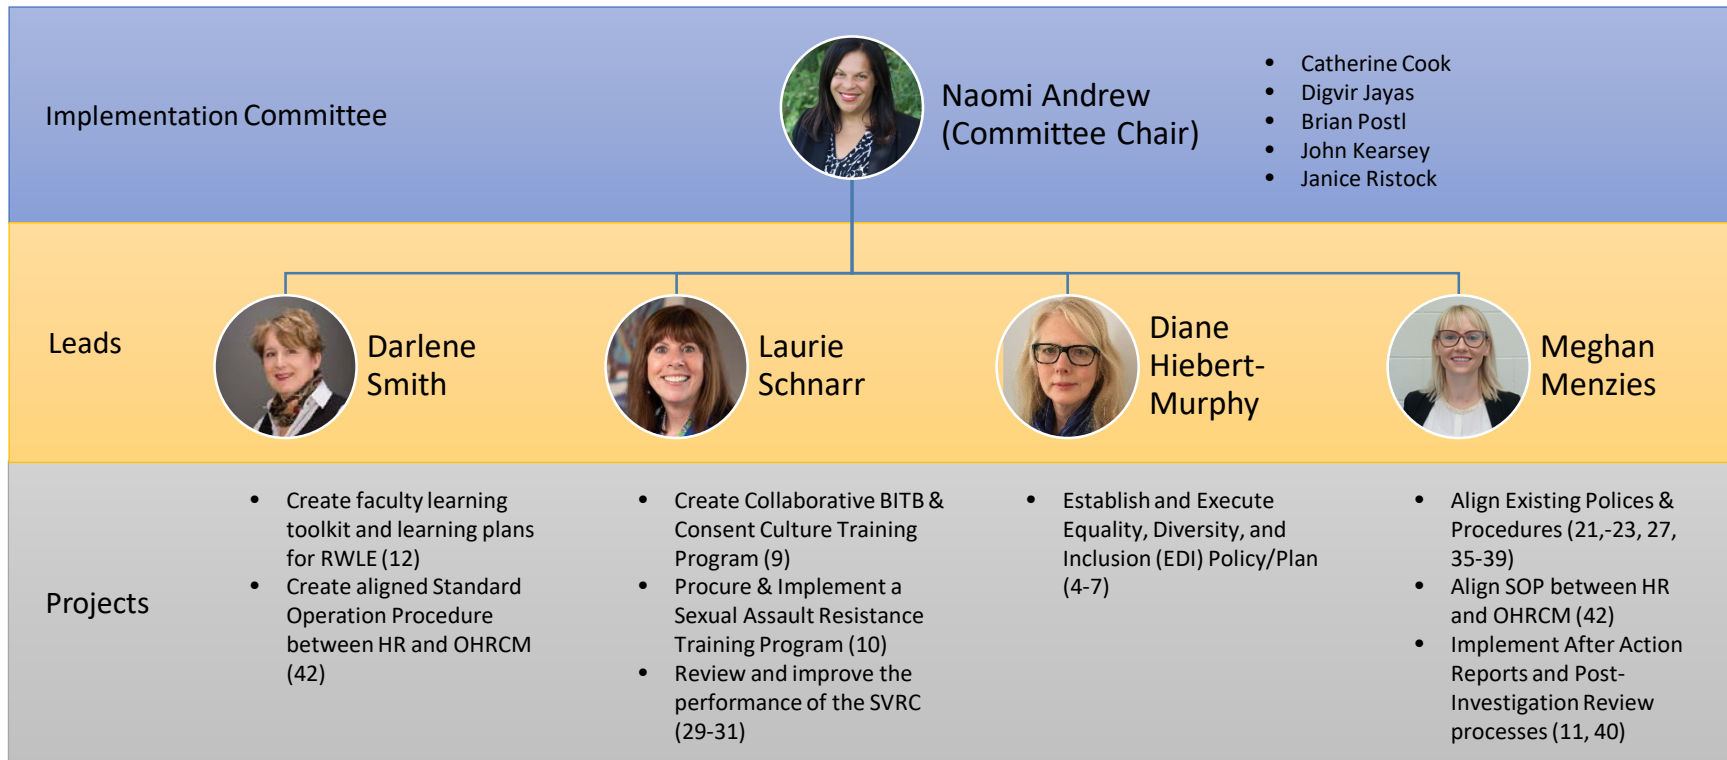 Implementation Committee
Naomi Andrew
(Committee Chair)
• Catherine Cook
• Digvir Jayas
• Brian Postl
• John Kearsey
• Janice Ristock
Leads
Darlene
Smith
Laurie
Schnarr
Diane
Hiebert-
Murphy
Meghan
Menzies
Projects
• Create faculty learning
toolkit and learning plans
for RWLE (12)
• Create aligned Standard
Operation Procedure
between HR and OHRCM
(42)
• Create Collaborative BITB &
Consent Culture Training
Program (9)
• Procure & Implement a
Sexual Assault Resistance
Training Program (10)
• Review and improve the
performance of the SVRC
(29-31)
• Establish and Execute
Equality, Diversity, and
Inclusion (EDI) Policy/Plan
(4-7)
• Align Existing Polices &
Procedures (21,-23, 27,
35-39)
• Align SOP between HR
and OHRCM (42)
• Implement After Action
Reports and Post-
Investigation Review
processes (11, 40)